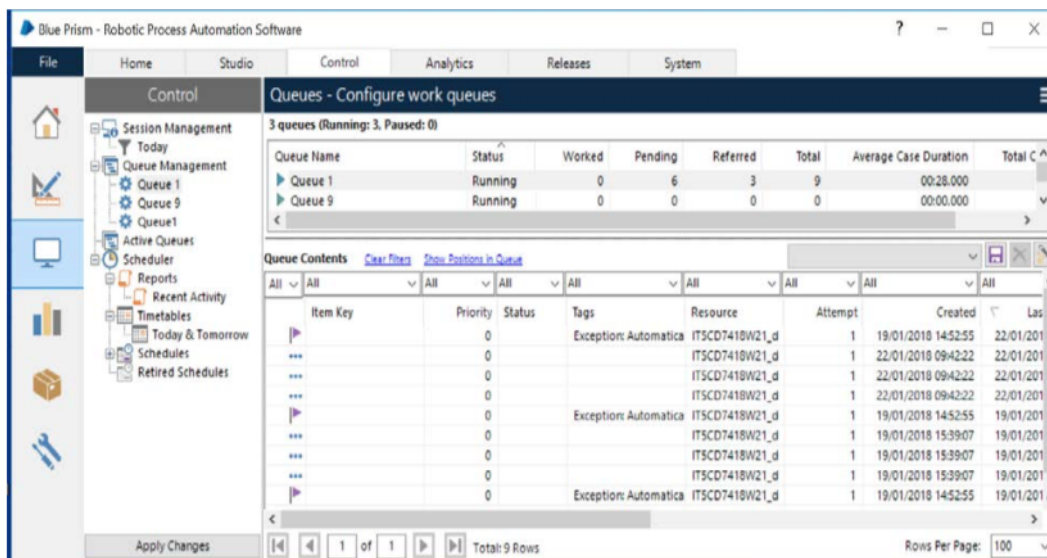 Blue Prism - Robotic Process Automation Software
?
File Home Studio Control Analytics Releases System
Control
Session Management
Today
Queue Management
Queue 1
Queue 9
Queue1
Active Queues
Scheduler
Reports
Recent Activity
Timetables
Today & Tomorrow
Schedules
Retired Schedules
Apply Changes
Queues - Configure work queues
3 queues (Running: 3, Paused: 0)
Queue Name Status Worked Pending Referred Total Average Case Duration Total C
Queue 1 Running 0 6 3 9 00:28.000
Queue 9 Running 0 0 0 0 00:00.000
Queue Contents Clear Filters Show Positions in Queue
All All All All All All All All All
Item Key Priority Status Tags Resource Attempt Created Las
0 Exception: Automatica IT5CD7418W21_d 1 19/01/2018 14:52:55 22/01/201
0 IT5CD7418W21_d 1 22/01/2018 09:42:22 22/01/201
0 IT5CD7418W21_d 1 22/01/2018 09:42:22 22/01/201
0 IT5CD7418W21_d 1 22/01/2018 09:42:22 22/01/201
0 Exception: Automatica IT5CD7418W21_d 1 19/01/2018 14:52:55 19/01/201
0 IT5CD7418W21_d 1 19/01/2018 15:39:07 19/01/201
0 IT5CD7418W21_d 1 19/01/2018 15:39:07 19/01/201
0 IT5CD7418W21_d 1 19/01/2018 15:39:07 19/01/201
0 Exception: Automatica IT5CD7418W21_d 1 19/01/2018 14:52:55 19/01/201
1 of 1 Total: 9 Rows Rows Per Page: 100